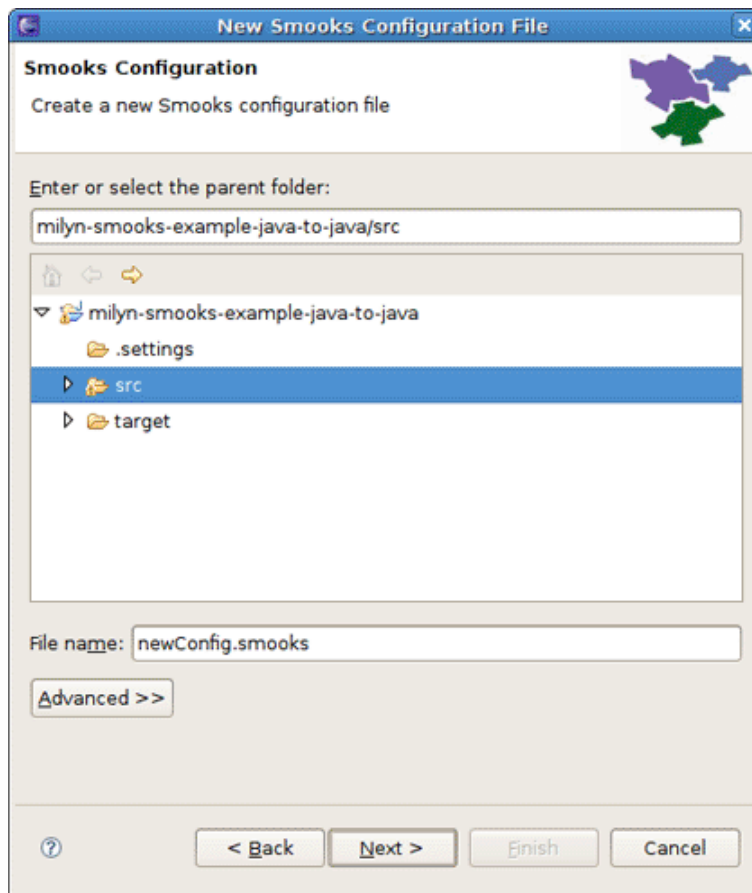 New Smooks Configuration File
Smooks Configuration
Create a new Smooks configuration file
Enter or select the parent folder:
milyn-smooks-example-java-to-java/src
milyn-smooks-example-java-to-java
.settings
src
target
File name: newConfig.smooks
Advanced >>
< Back Next > Finish Cancel